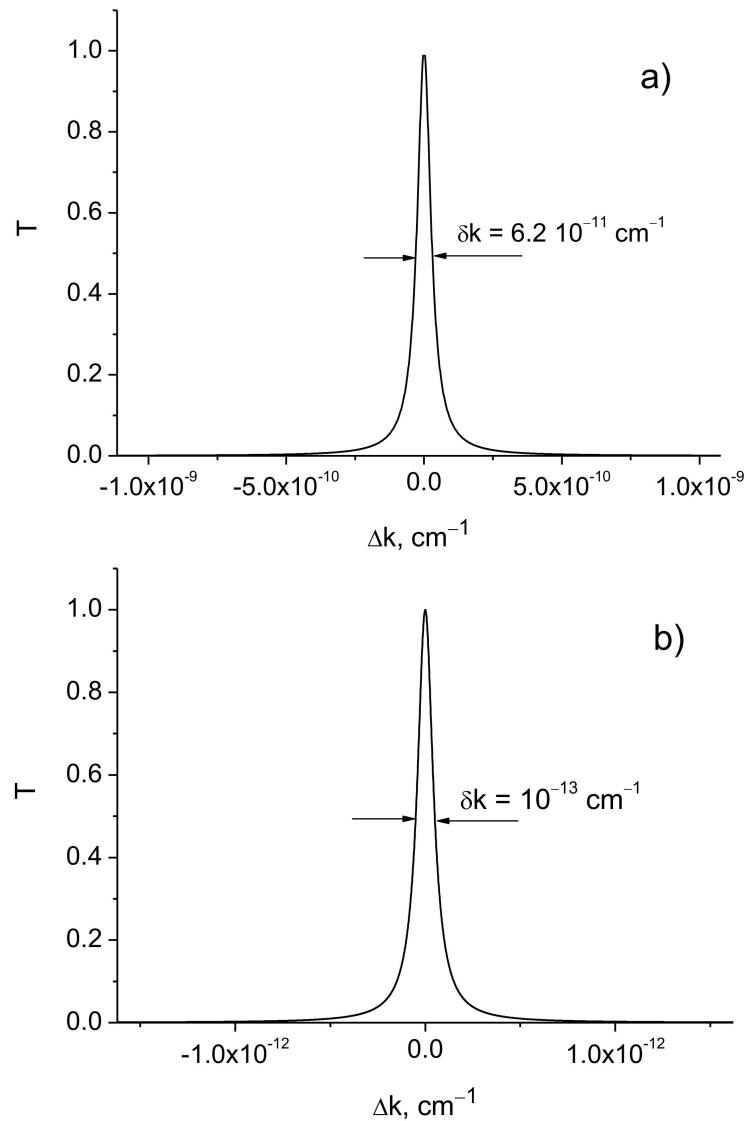 1.0
a)
0.8
0.6
T
δk = 6.2 10⁻¹¹ cm⁻¹
0.4
0.2
0.0
-1.0x10⁻⁹ -5.0x10⁻¹⁰ 0.0 5.0x10⁻¹⁰ 1.0x10⁻⁹
Δk, cm⁻¹
1.0
b)
0.8
0.6
T
δk = 10⁻¹³ cm⁻¹
0.4
0.2
0.0
-1.0x10⁻¹² 0.0 1.0x10⁻¹²
Δk, cm⁻¹